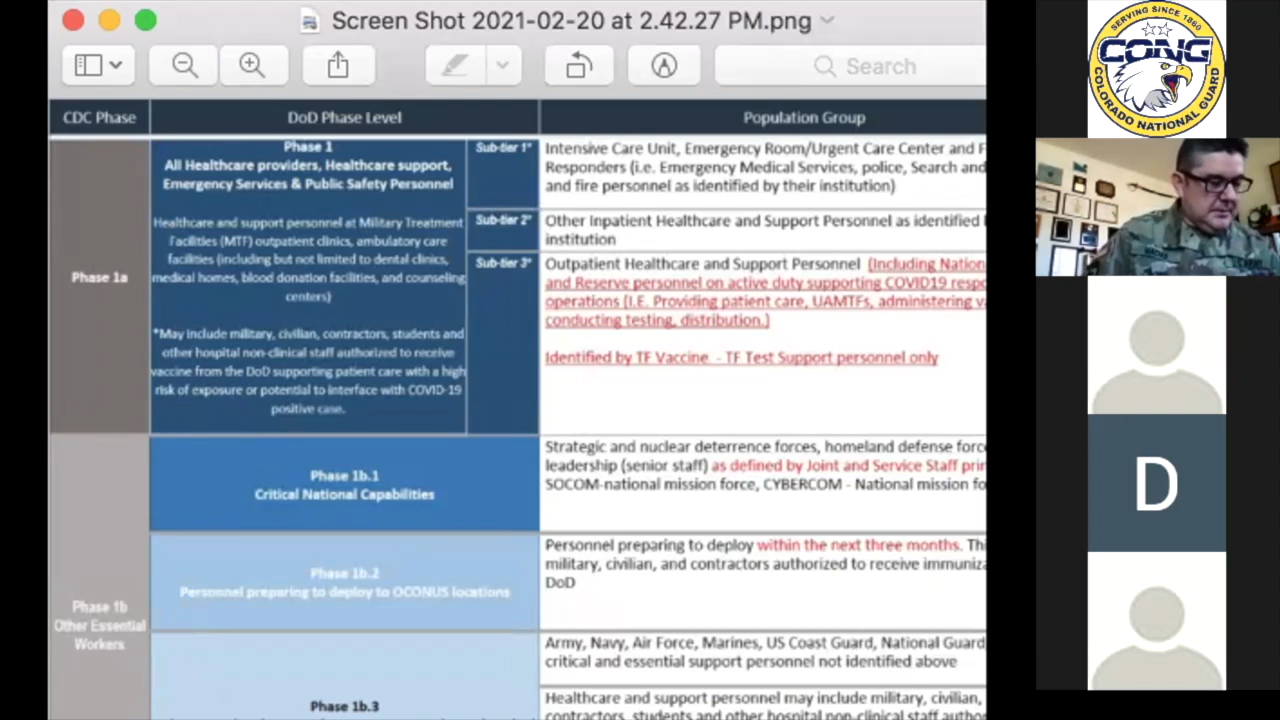 Screen Shot 2021-02-20 at 2.42.27 PM.png
Search
CDC Phase
DoD Phase Level
Population Group
Phase 1a
Phase 1
All Healthcare providers, Healthcare support,
Emergency Services & Public Safety Personnel
Healthcare and support personnel at Military Treatment
Facilities (MTF) outpatient clinics, ambulatory care
facilities (including but not limited to dental clinics,
medical homes, blood donation facilities, and counseling
centers)
*May include military, civilian, contractors, students and
other hospital non-clinical staff authorized to receive
vaccine from the DoD supporting patient care with a high
risk of exposure or potential to interface with COVID-19
positive case.
Sub-tier 1*
Intensive Care Unit, Emergency Room/Urgent Care Center and F
Responders (i.e. Emergency Medical Services, police, Search and
and fire personnel as identified by their institution)
Sub-tier 2*
Other Inpatient Healthcare and Support Personnel as identified
institution
Sub-tier 3*
Outpatient Healthcare and Support Personnel (Including Nation
and Reserve personnel on active duty supporting COVID19 respo
operations (I.E. Providing patient care, UAMTFs, administering va
conducting testing, distribution.)
Identified by TF Vaccine - TF Test Support personnel only
Phase 1b
Other Essential
Workers
Phase 1b.1
Critical National Capabilities
Strategic and nuclear deterrence forces, homeland defense forc
leadership (senior staff) as defined by Joint and Service Staff prin
SOCOM-national mission force, CYBERCOM - National mission fo
Phase 1b.2
Personnel preparing to deploy to OCONUS locations
Personnel preparing to deploy within the next three months. Thi
military, civilian, and contractors authorized to receive immuniza
DoD
Phase 1b.3
Army, Navy, Air Force, Marines, US Coast Guard, National Guard
critical and essential support personnel not identified above
Healthcare and support personnel may include military, civilian,
contractors, students and other hospital non-clinical staff autho
SERVING SINCE 1860
CONG
COLORADO NATIONAL GUARD
D